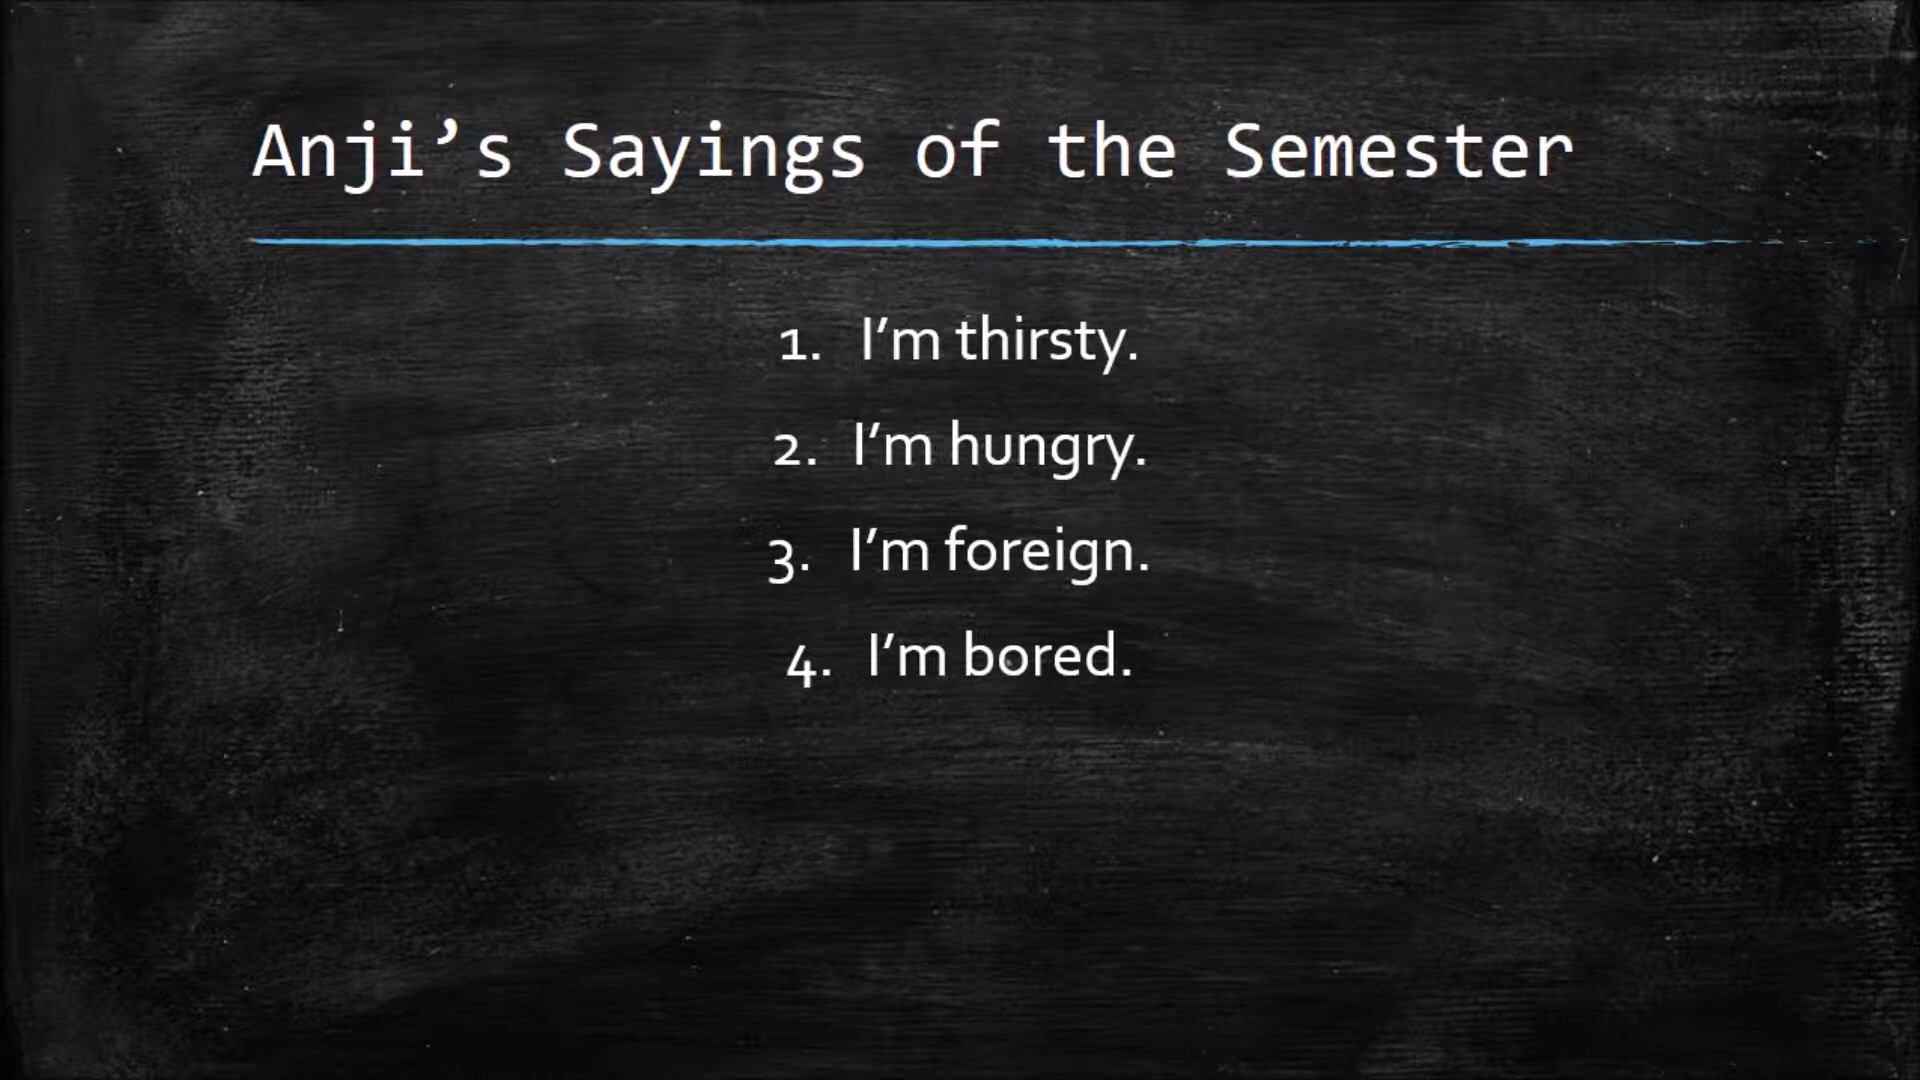 Anji’s Sayings of the Semester
1. I’m thirsty.
2. I’m hungry.
3. I’m foreign.
4. I’m bored.